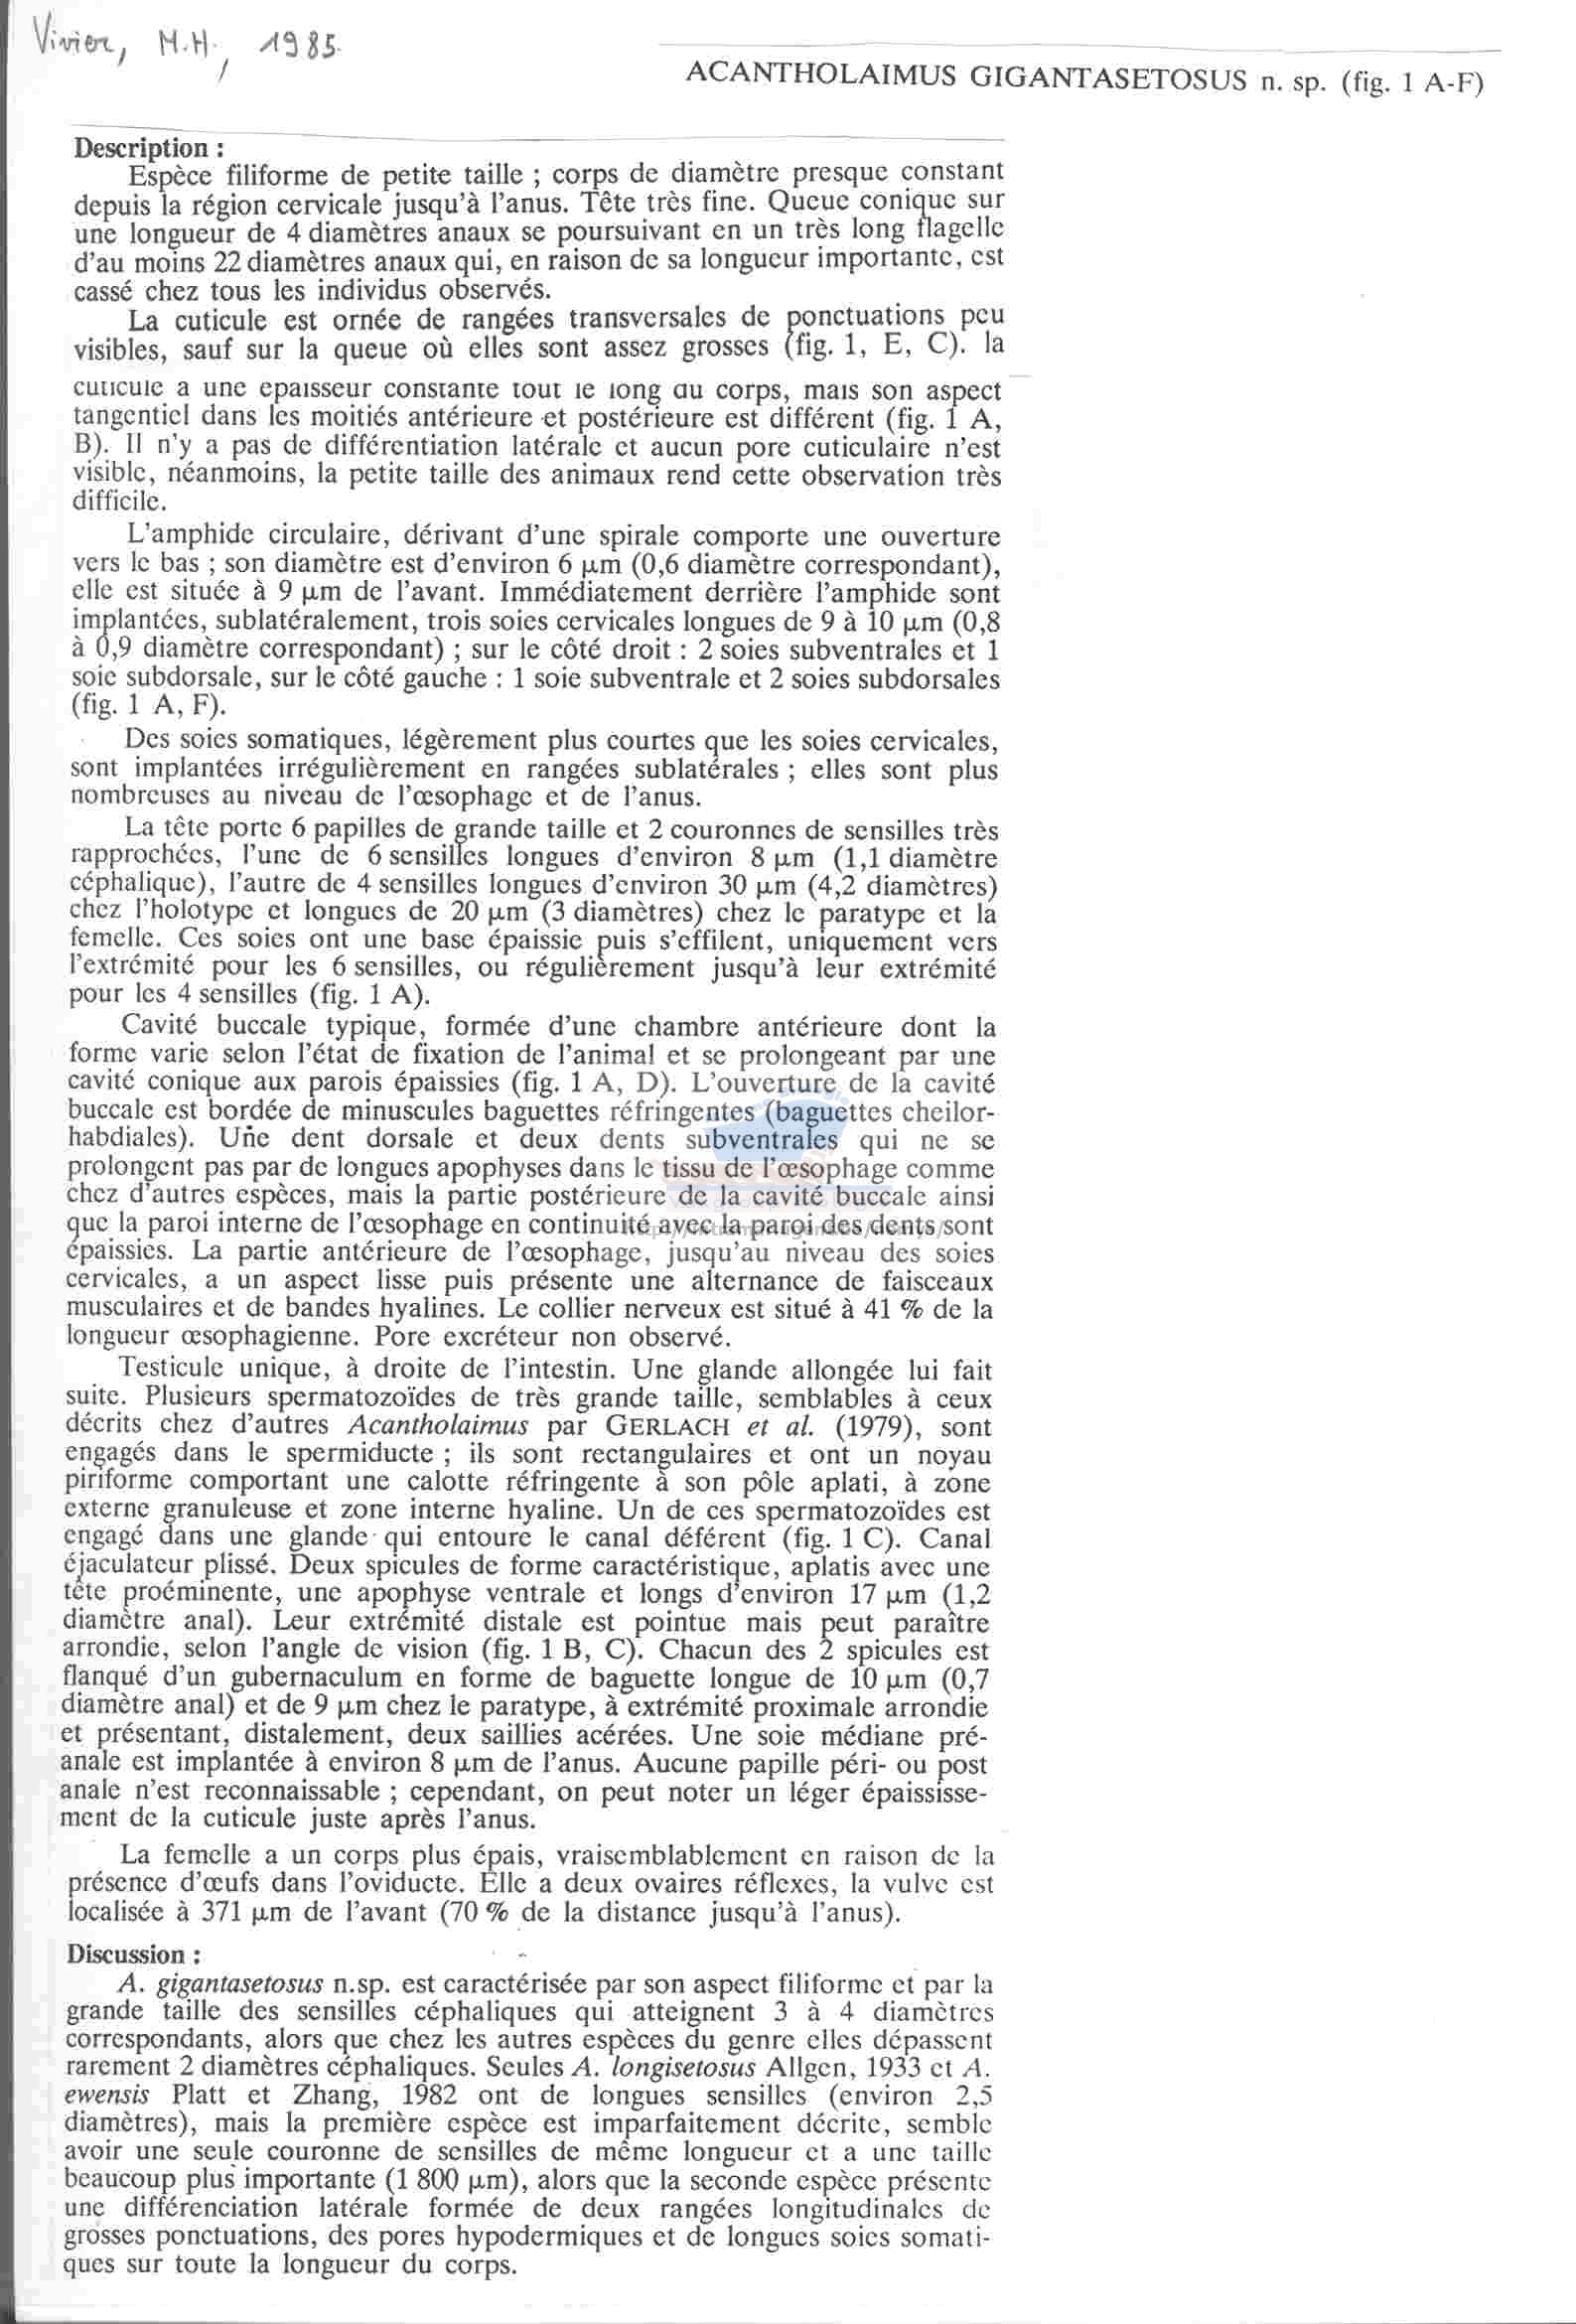 Vivier, M.H., 1985.
ACANTHOLAIMUS GIGANTASETOSUS n. sp. (fig. 1 A-F)
Description :
Espèce filiforme de petite taille ; corps de diamètre presque constant
depuis la région cervicale jusqu'à l'anus. Tête très fine. Queue conique sur
une longueur de 4 diamètres anaux se poursuivant en un très long flagelle
d'au moins 22 diamètres anaux qui, en raison de sa longueur importante, est
cassé chez tous les individus observés.
La cuticule est ornée de rangées transversales de ponctuations peu
visibles, sauf sur la queue où elles sont assez grosses (fig. 1, E, C). la
cuticule a une epaisseur constante tout le long du corps, mais son aspect
tangentiel dans les moitiés antérieure et postérieure est différent (fig. 1 A,
B). Il n'y a pas de différentiation latérale et aucun pore cuticulaire n'est
visible, néanmoins, la petite taille des animaux rend cette observation très
difficile.
L'amphide circulaire, dérivant d'une spirale comporte une ouverture
vers le bas ; son diamètre est d'environ 6 µm (0,6 diamètre correspondant),
elle est située à 9 µm de l'avant. Immédiatement derrière l'amphide sont
implantées, sublatéralement, trois soies cervicales longues de 9 à 10 µm (0,8
à 0,9 diamètre correspondant) ; sur le côté droit : 2 soies subventrales et 1
soie subdorsale, sur le côté gauche : 1 soie subventrale et 2 soies subdorsales
(fig. 1 A, F).
Des soies somatiques, légèrement plus courtes que les soies cervicales,
sont implantées irrégulièrement en rangées sublatérales ; elles sont plus
nombreuses au niveau de l'œsophage et de l'anus.
La tête porte 6 papilles de grande taille et 2 couronnes de sensilles très
rapprochées, l'une de 6 sensilles longues d'environ 8 µm (1,1 diamètre
céphalique), l'autre de 4 sensilles longues d'environ 30 µm (4,2 diamètres)
chez l'holotype et longues de 20 µm (3 diamètres) chez le paratype et la
femelle. Ces soies ont une base épaissie puis s'effilent, uniquement vers
l'extrémité pour les 6 sensilles, ou régulièrement jusqu'à leur extrémité
pour les 4 sensilles (fig. 1 A).
Cavité buccale typique, formée d'une chambre antérieure dont la
forme varie selon l'état de fixation de l'animal et se prolongeant par une
cavité conique aux parois épaissies (fig. 1 A, D). L'ouverture de la cavité
buccale est bordée de minuscules baguettes réfringentes (baguettes cheilor-
habdiales). Une dent dorsale et deux dents subventrales qui ne se
prolongent pas par de longues apophyses dans le tissu de l'œsophage comme
chez d'autres espèces, mais la partie postérieure de la cavité buccale ainsi
que la paroi interne de l'œsophage en continuité avec la paroi des dents sont
épaissies. La partie antérieure de l'œsophage, jusqu'au niveau des soies
cervicales, a un aspect lisse puis présente une alternance de faisceaux
musculaires et de bandes hyalines. Le collier nerveux est situé à 41 % de la
longueur œsophagienne. Pore excréteur non observé.
Testicule unique, à droite de l'intestin. Une glande allongée lui fait
suite. Plusieurs spermatozoïdes de très grande taille, semblables à ceux
décrits chez d'autres Acantholaimus par GERLACH et al. (1979), sont
engagés dans le spermiducte ; ils sont rectangulaires et ont un noyau
piriforme comportant une calotte réfringente à son pôle aplati, à zone
externe granuleuse et zone interne hyaline. Un de ces spermatozoïdes est
engagé dans une glande qui entoure le canal déférent (fig. 1 C). Canal
éjaculateur plissé. Deux spicules de forme caractéristique, aplatis avec une
tête proéminente, une apophyse ventrale et longs d'environ 17 µm (1,2
diamètre anal). Leur extrémité distale est pointue mais peut paraître
arrondie, selon l'angle de vision (fig. 1 B, C). Chacun des 2 spicules est
flanqué d'un gubernaculum en forme de baguette longue de 10 µm (0,7
diamètre anal) et de 9 µm chez le paratype, à extrémité proximale arrondie
et présentant, distalement, deux saillies acérées. Une soie médiane pré-
anale est implantée à environ 8 µm de l'anus. Aucune papille péri- ou post
anale n'est reconnaissable ; cependant, on peut noter un léger épaississe-
ment de la cuticule juste après l'anus.
La femelle a un corps plus épais, vraisemblablement en raison de la
présence d'œufs dans l'oviducte. Elle a deux ovaires réflexes, la vulve est
localisée à 371 µm de l'avant (70 % de la distance jusqu'à l'anus).
Discussion :
A. gigantasetosus n.sp. est caractérisée par son aspect filiforme et par la
grande taille des sensilles céphaliques qui atteignent 3 à 4 diamètres
correspondants, alors que chez les autres espèces du genre elles dépassent
rarement 2 diamètres céphaliques. Seules A. longisetosus Allgen, 1933 et A.
ewensis Platt et Zhang, 1982 ont de longues sensilles (environ 2,5
diamètres), mais la première espèce est imparfaitement décrite, semble
avoir une seule couronne de sensilles de même longueur et a une taille
beaucoup plus importante (1 800 µm), alors que la seconde espèce présente
une différenciation latérale formée de deux rangées longitudinales de
grosses ponctuations, des pores hypodermiques et de longues soies somati-
ques sur toute la longueur du corps.